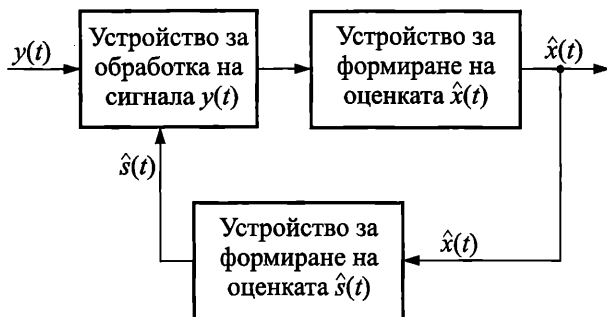 y(t)
Устройство за
обработка на
сигнала y(t)
Устройство за
формиране на
оценката x̂(t)
x̂(t)
ŝ(t)
Устройство за
формиране на
оценката ŝ(t)
x̂(t)